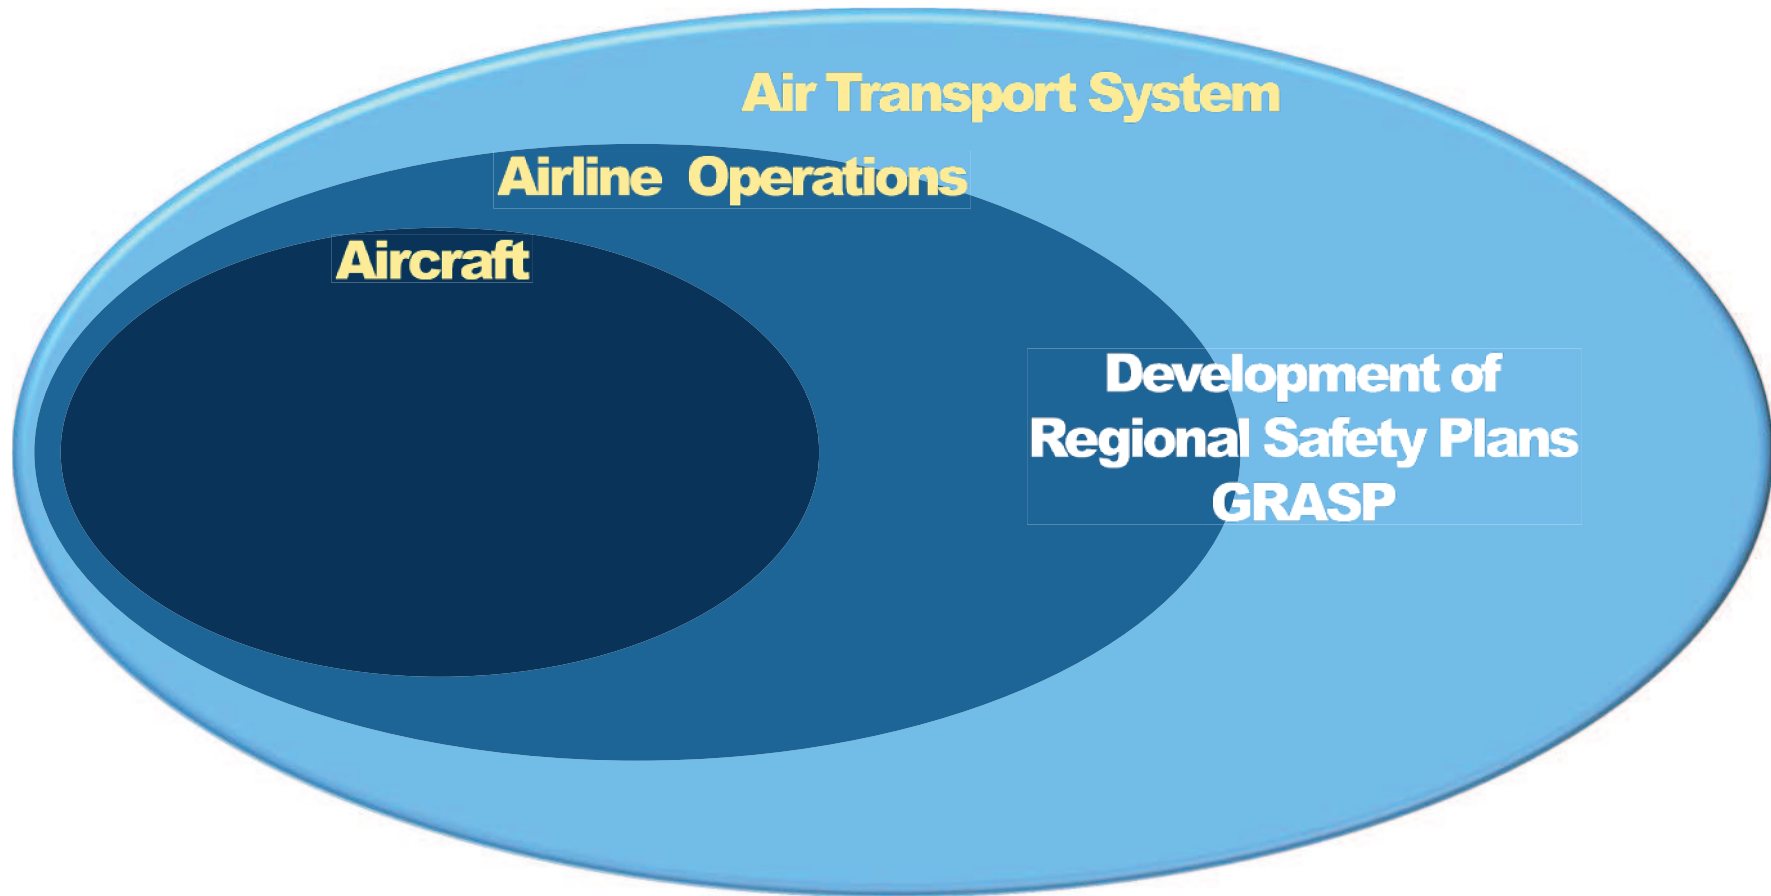 Air Transport System
Airline Operations
Aircraft
Development of
Regional Safety Plans
GRASP